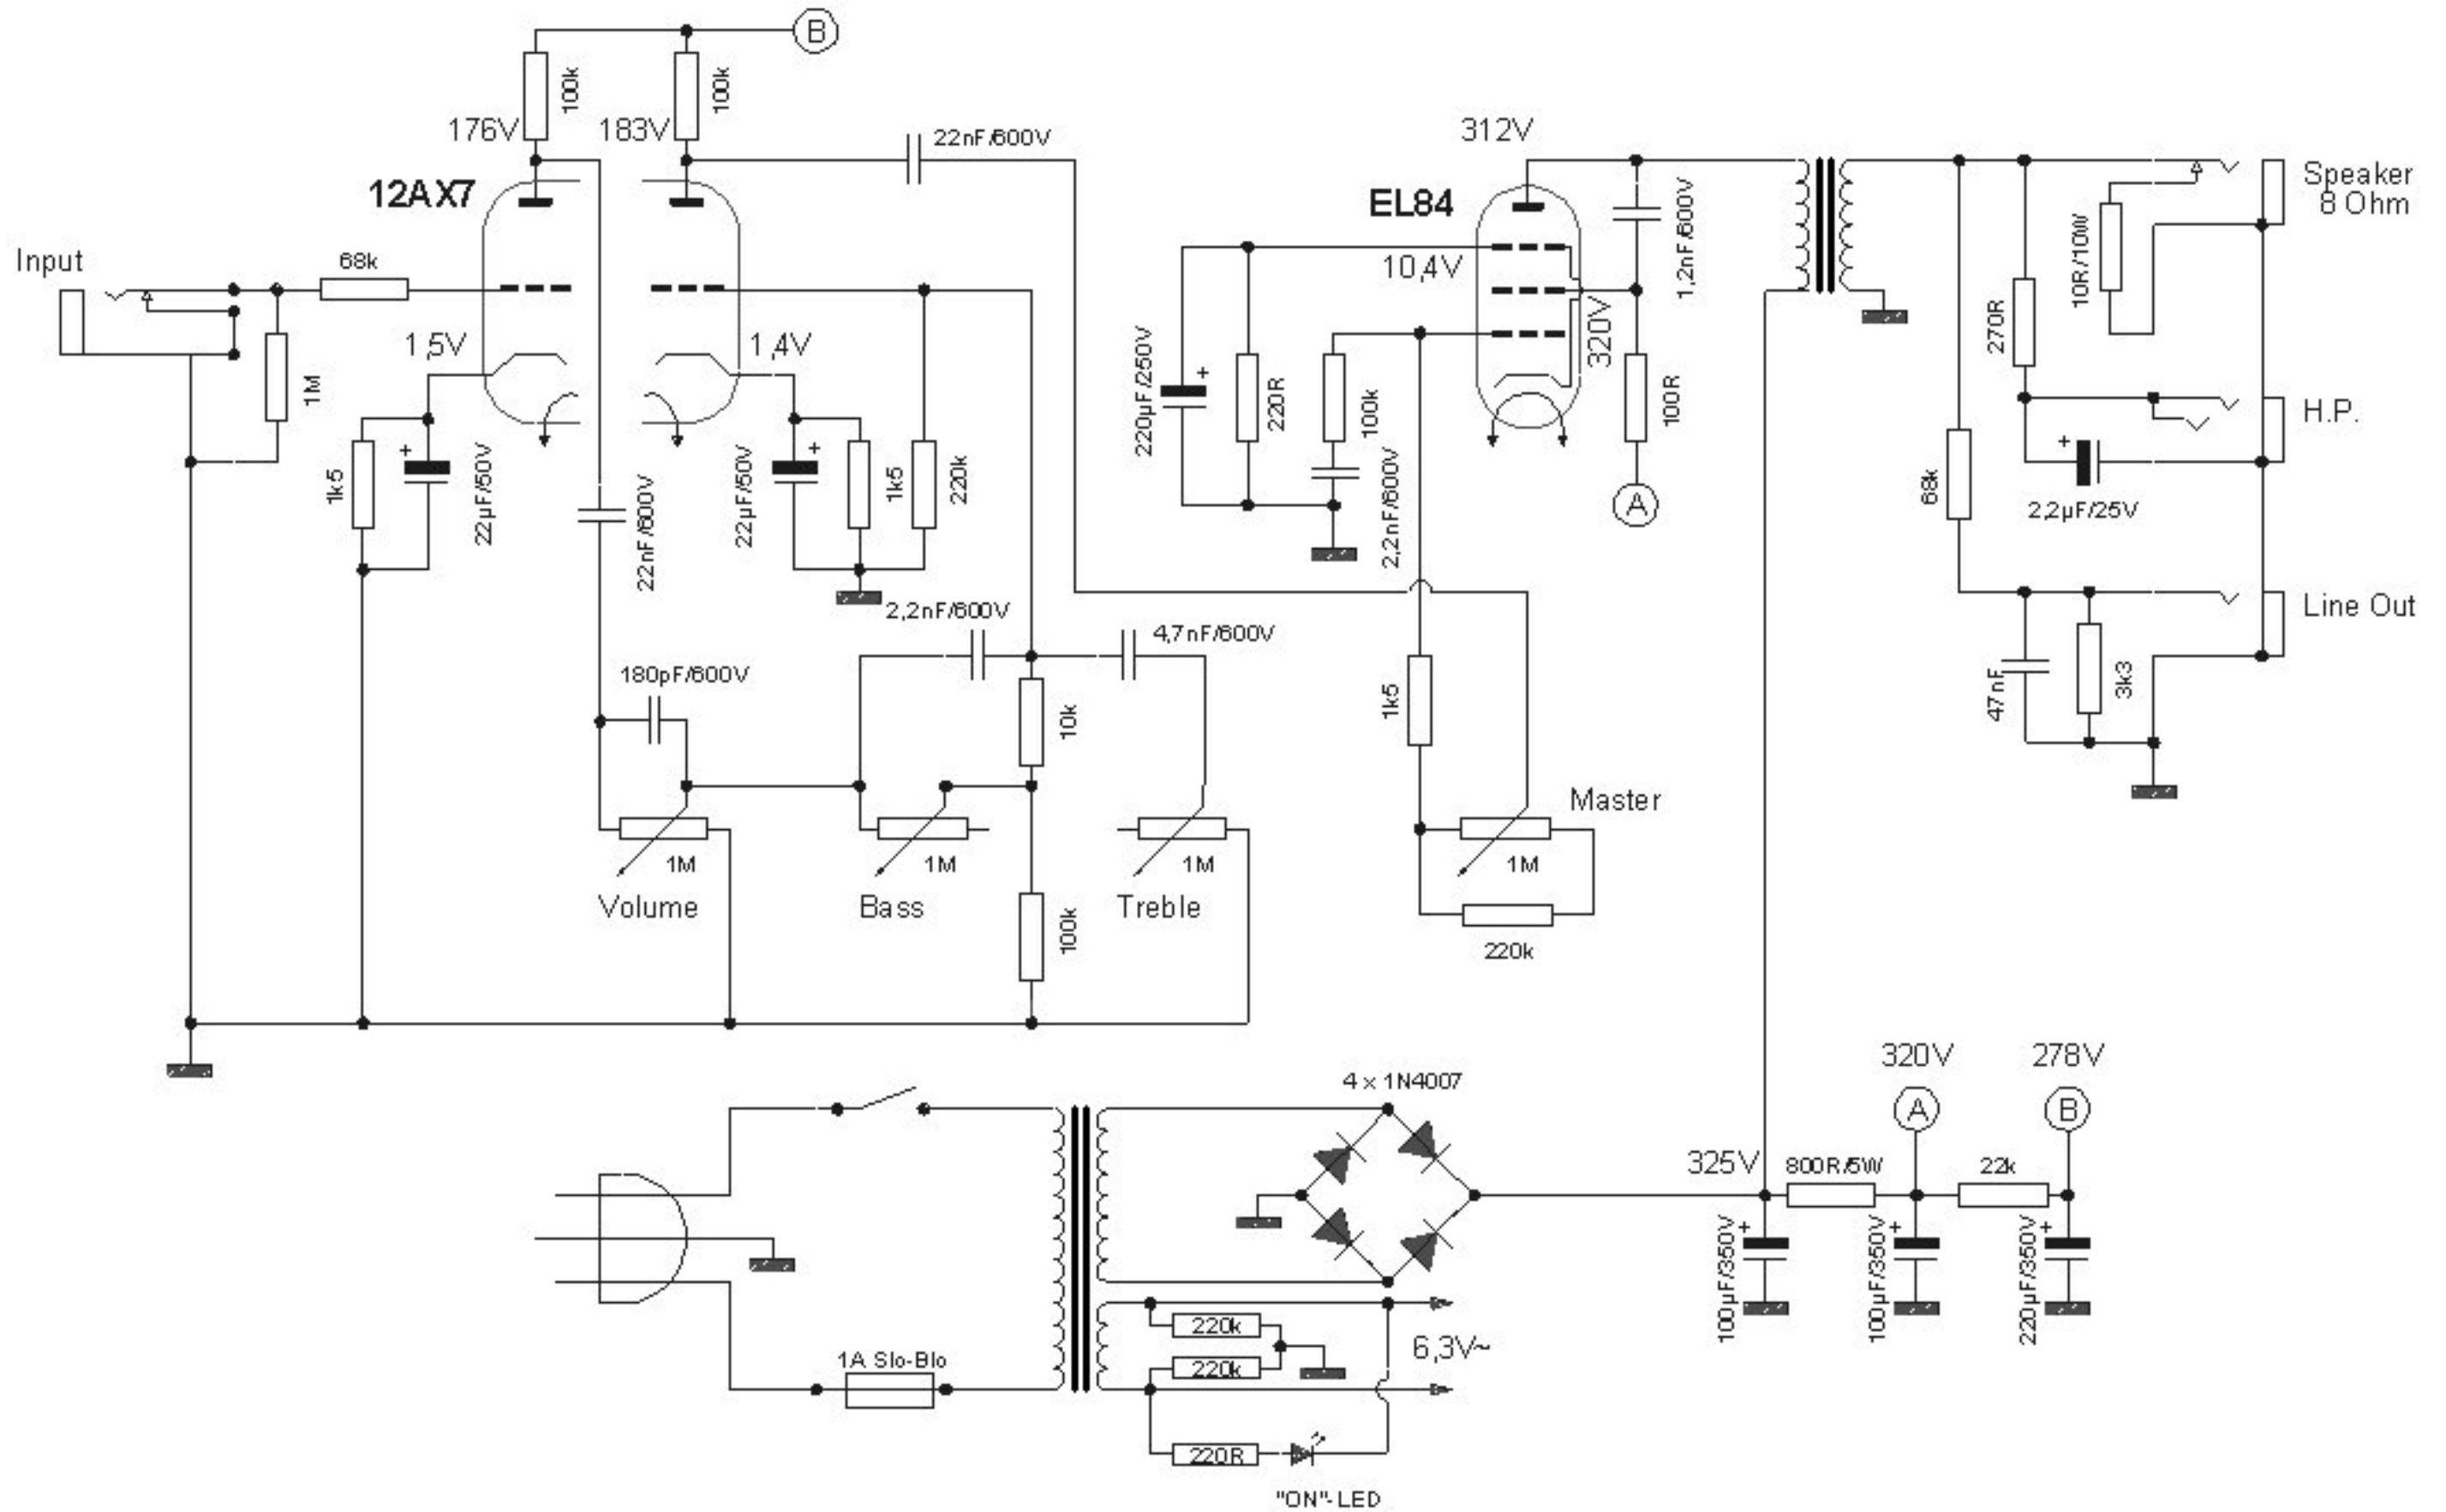 B
100k
100k
176V
183V
22nF/600V
12AX7
Input
68k
1M
1,5V
1,4V
1k5
22µF/50V
22nF/600V
22µF/50V
1k5
220k
2,2nF/600V
4,7nF/600V
180pF/600V
10k
1M
Volume
1M
Bass
1M
Treble
100k
312V
EL84
10,4V
320V
1,2nF/600V
220µF/250V
220R
100k
2,2nF/600V
100R
A
1k5
Master
1M
220k
Speaker
8 Ohm
10R/10W
270R
H.P.
2,2µF/25V
68k
Line Out
47nF
3k3
4 x 1N4007
325V
800R/5W
320V
A
22k
278V
B
100µF/350V
100µF/350V
220µF/350V
1A Slo-Blo
220k
220k
6,3V~
220R
"ON"-LED
+
+
+
+
+
+
+